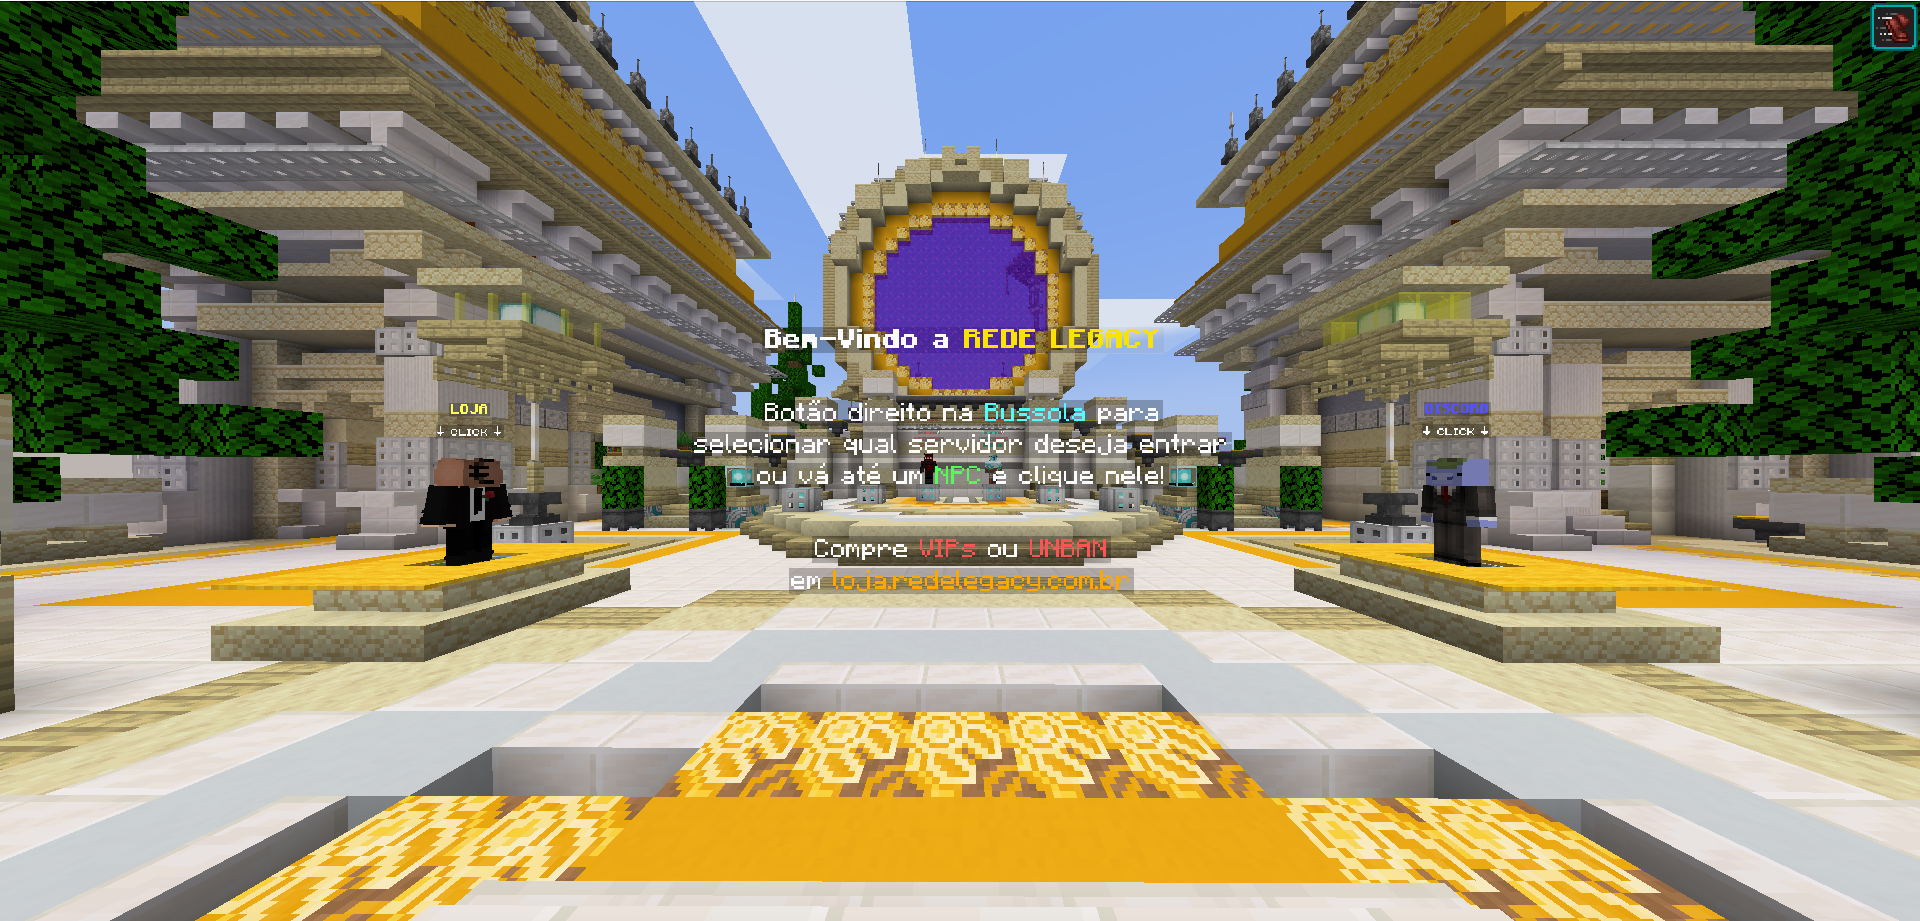 Bem-Vindo a REDE LEGACY
LOJA
↓ CLICK ↓
DISCORD
↓ CLICK ↓
Botão direito na Bussola para
selecionar qual servidor deseja entrar
ou vá até um NPC e clique nele!
Compre VIPs ou UNBAN
em loja.redelegacy.com.br